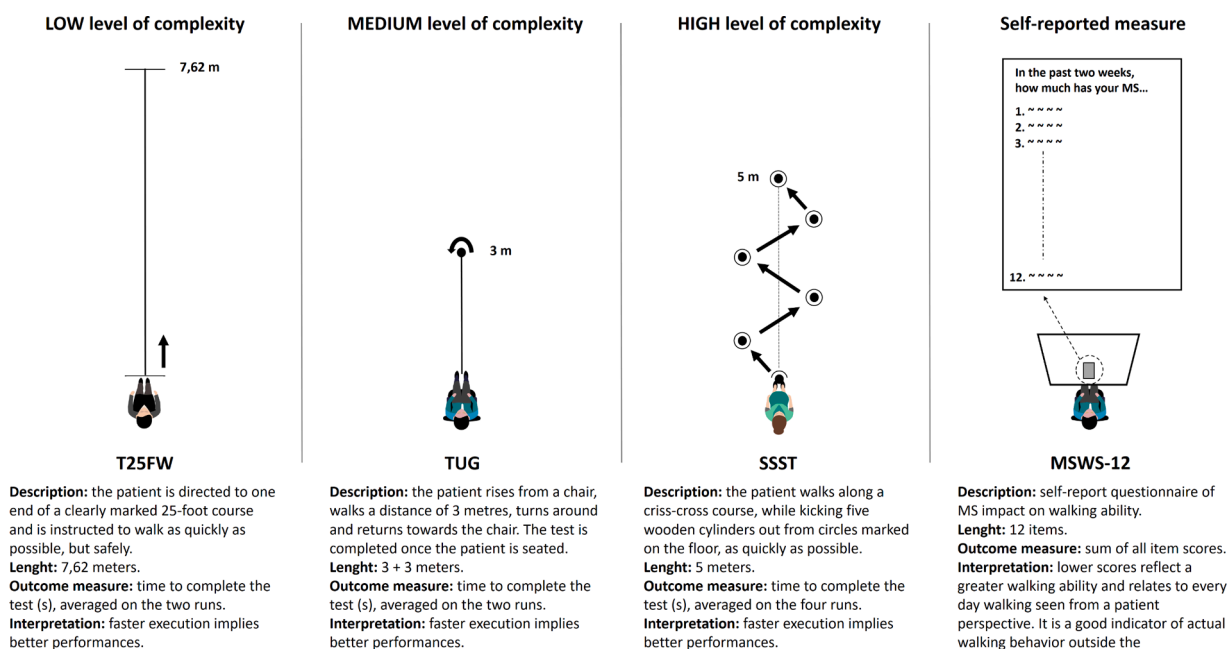 LOW level of complexity
7,62 m
T25FW
Description: the patient is directed to one
end of a clearly marked 25-foot course
and is instructed to walk as quickly as
possible, but safely.
Lenght: 7,62 meters.
Outcome measure: time to complete the
test (s), averaged on the two runs.
Interpretation: faster execution implies
better performances.
MEDIUM level of complexity
3 m
TUG
Description: the patient rises from a chair,
walks a distance of 3 metres, turns around
and returns towards the chair. The test is
completed once the patient is seated.
Lenght: 3 + 3 meters.
Outcome measure: time to complete the
test (s), averaged on the two runs.
Interpretation: faster execution implies
better performances.
HIGH level of complexity
5 m
SSST
Description: the patient walks along a
criss-cross course, while kicking five
wooden cylinders out from circles marked
on the floor, as quickly as possible.
Lenght: 5 meters.
Outcome measure: time to complete the
test (s), averaged on the four runs.
Interpretation: faster execution implies
better performances.
Self-reported measure
In the past two weeks,
how much has your MS...
1. ~ ~ ~ ~
2. ~ ~ ~ ~
3. ~ ~ ~ ~
12. ~ ~ ~ ~
MSWS-12
Description: self-report questionnaire of
MS impact on walking ability.
Lenght: 12 items.
Outcome measure: sum of all item scores.
Interpretation: lower scores reflect a
greater walking ability and relates to every
day walking seen from a patient
perspective. It is a good indicator of actual
walking behavior outside the